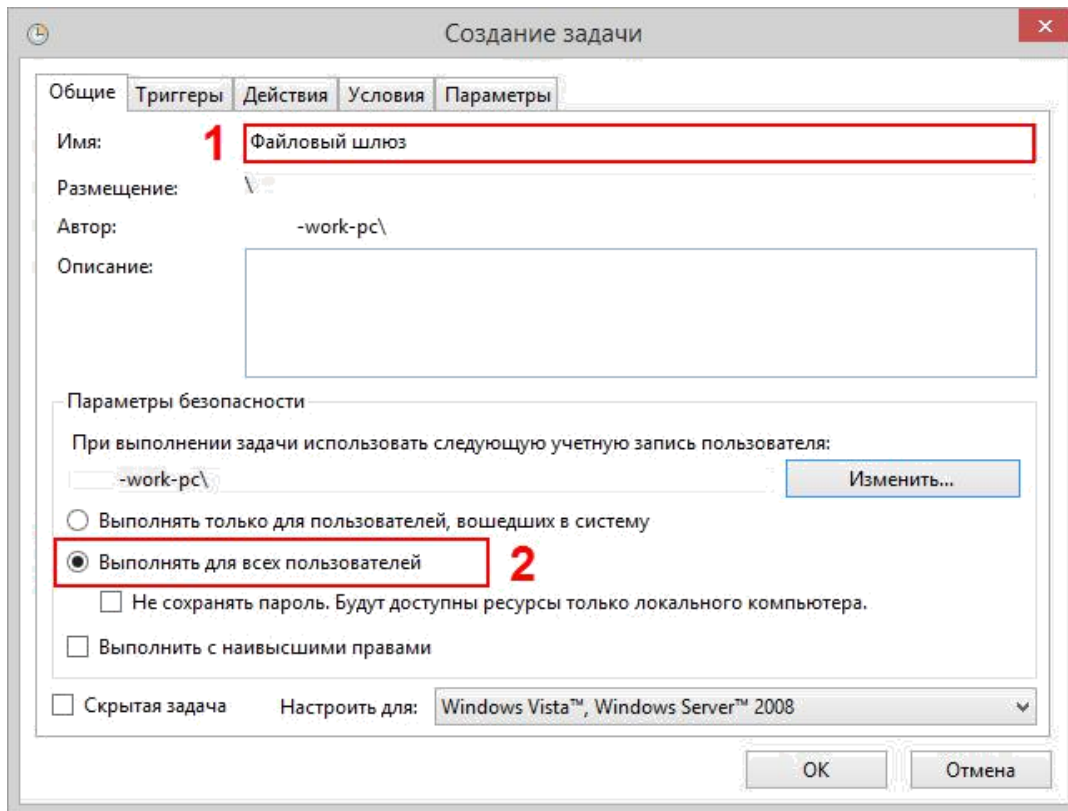 Создание задачи
Общие Триггеры Действия Условия Параметры
Имя: 1 Файловый шлюз
Размещение: \
Автор: -work-pc\
Описание:
Параметры безопасности
При выполнении задачи использовать следующую учетную запись пользователя:
-work-pc\ Изменить...
Выполнять только для пользователей, вошедших в систему
Выполнять для всех пользователей 2
Не сохранять пароль. Будут доступны ресурсы только локального компьютера.
Выполнить с наивысшими правами
Скрытая задача Настроить для: Windows Vista™, Windows Server™ 2008
ОК Отмена